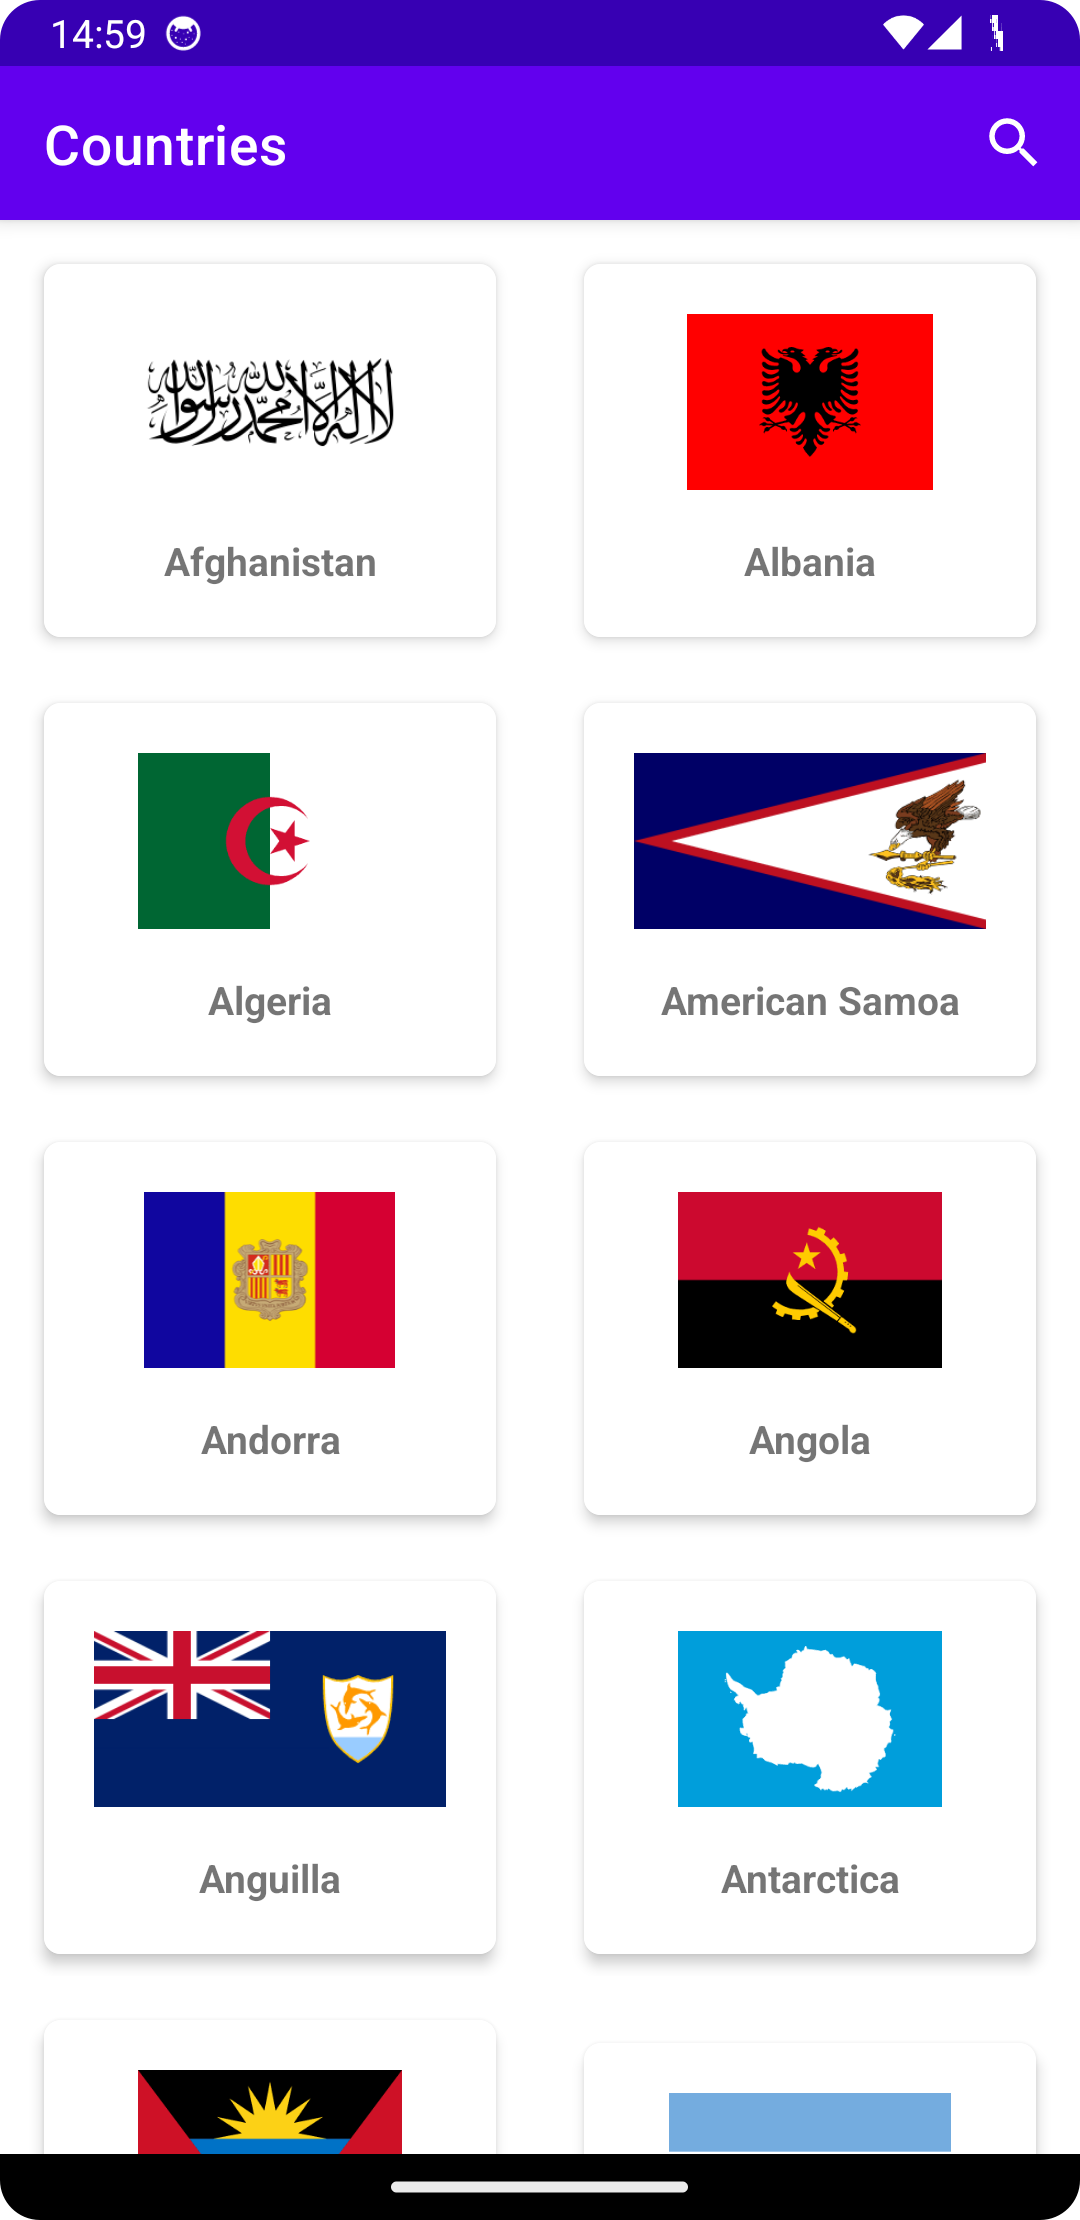 14:59
Countries
لا إله إلا الله محمد رسول الله
Afghanistan
Albania
Algeria
American Samoa
Andorra
Angola
Anguilla
Antarctica